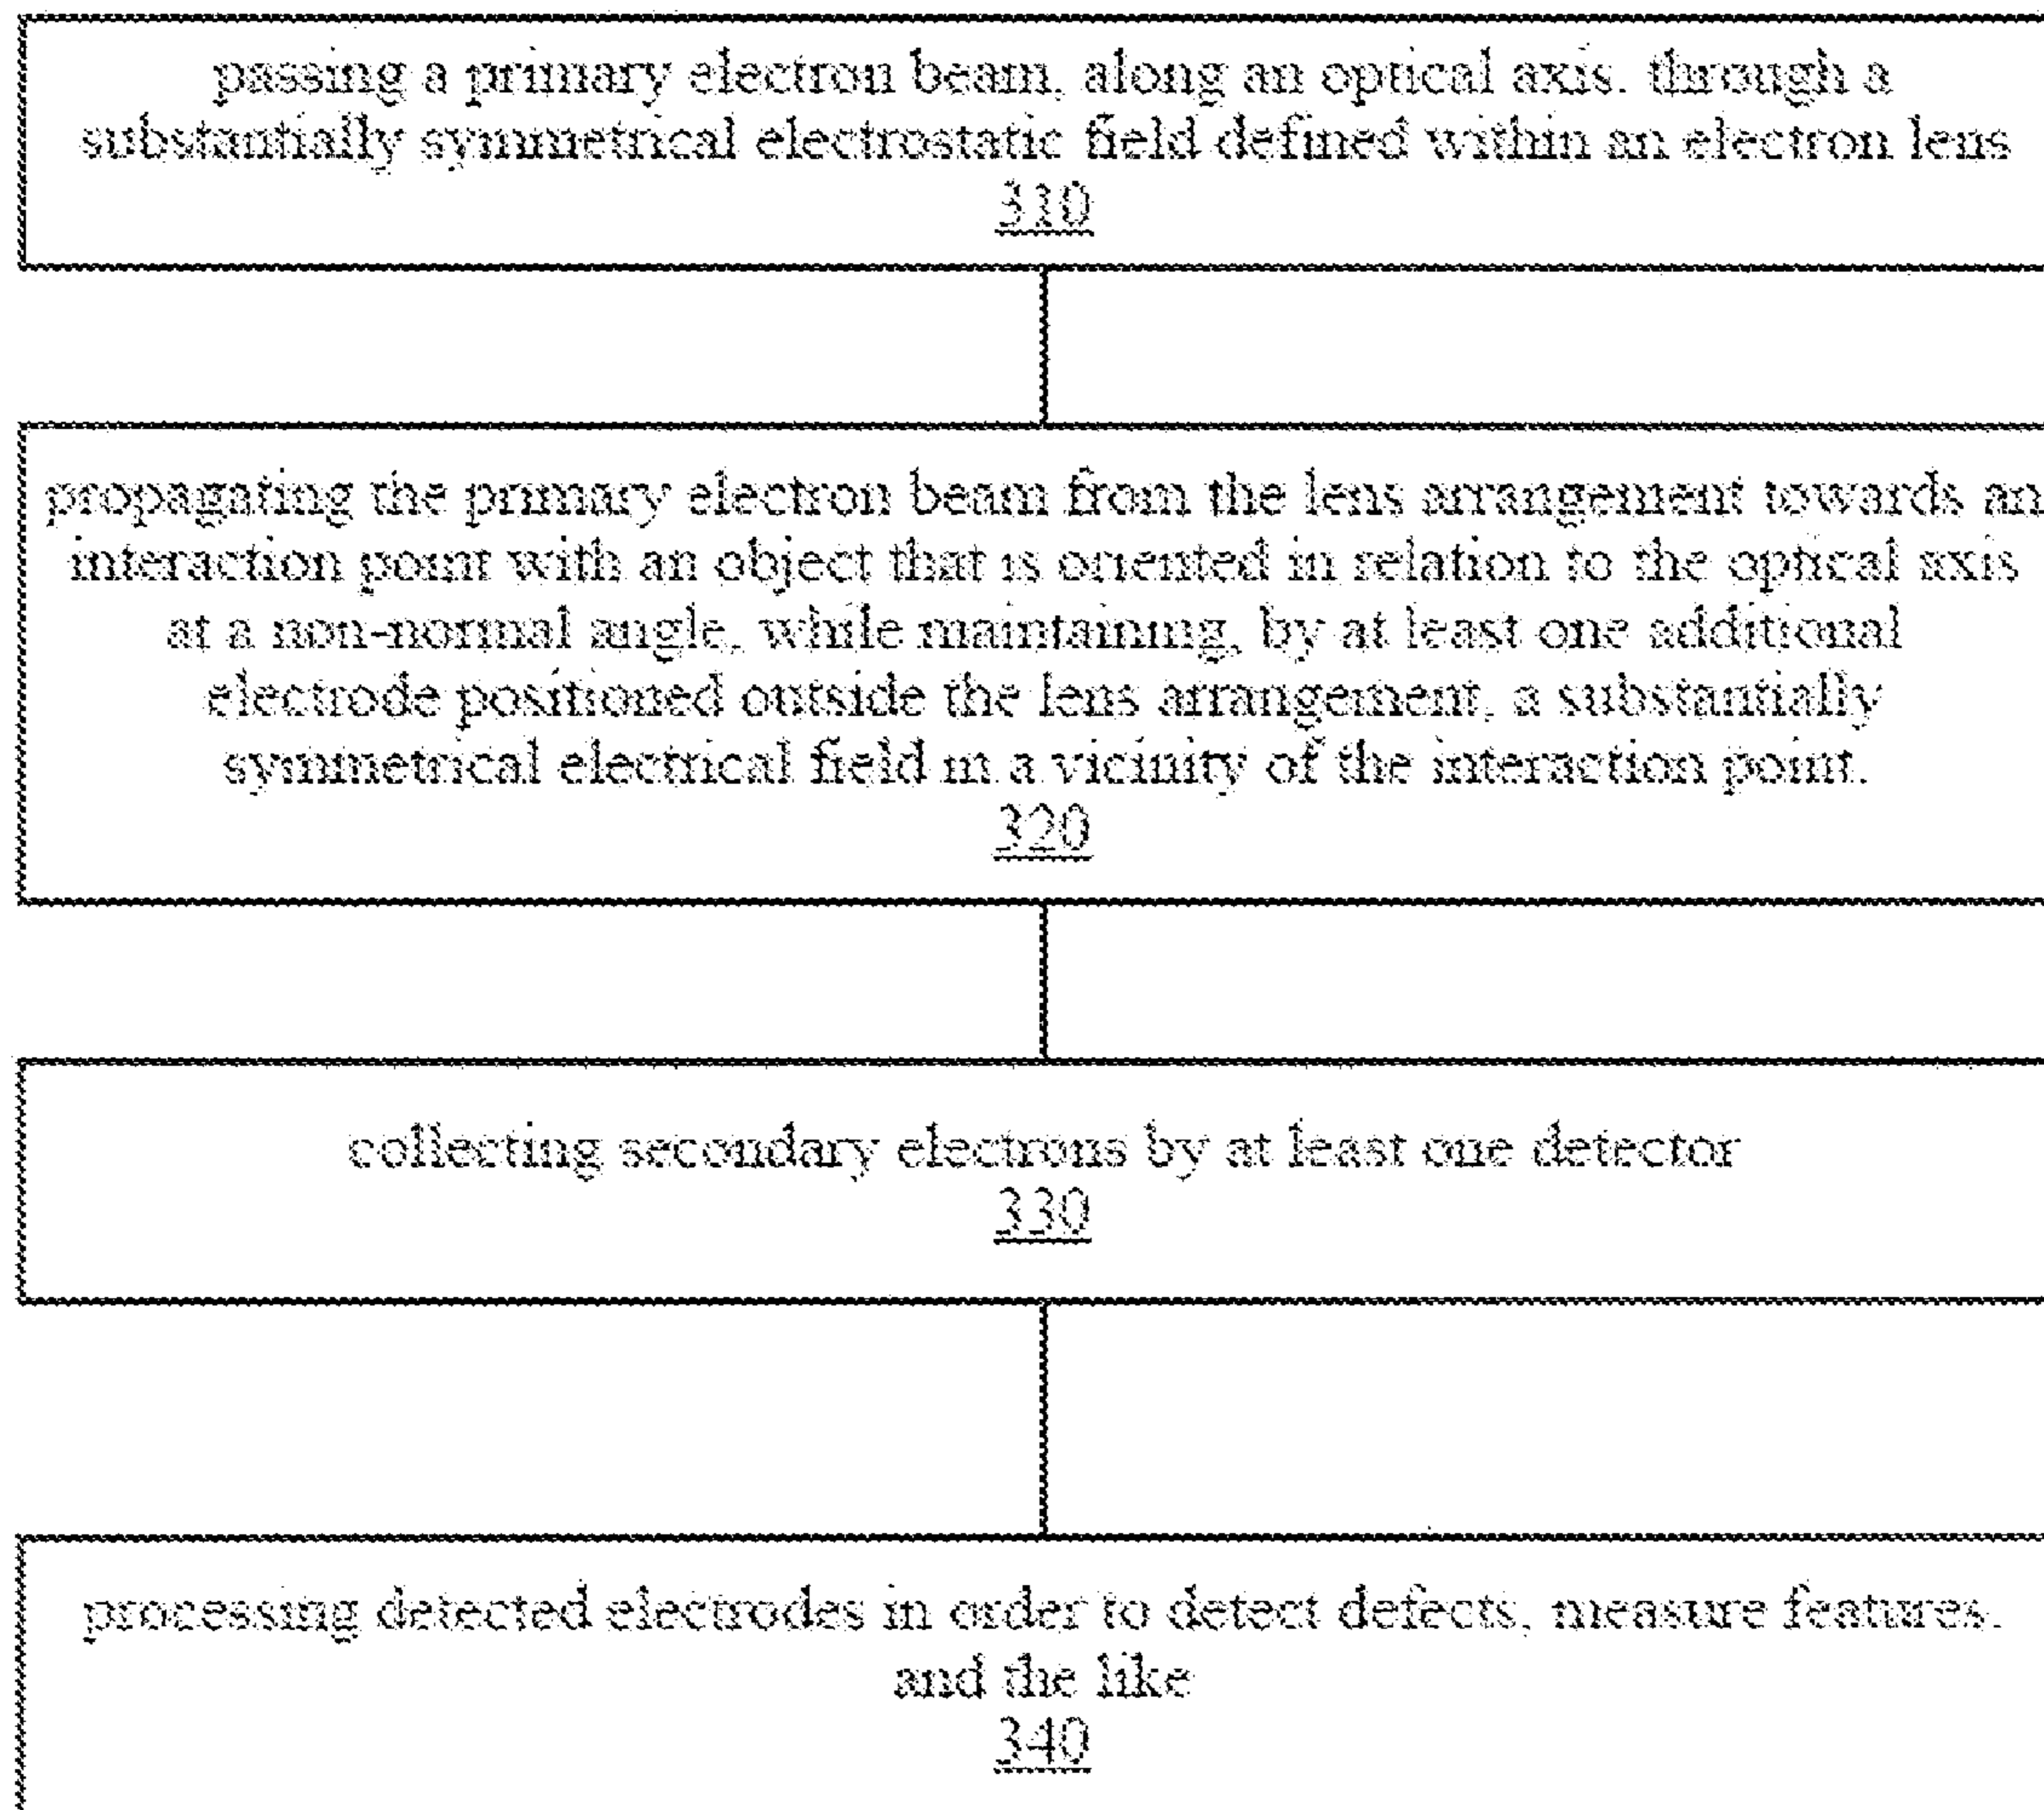 passing a primary electron beam, along an optical axis, through a
substantially symmetrical electrostatic field defined within an electron lens
310
propagating the primary electron beam from the lens arrangement towards an
interaction point with an object that is oriented in relation to the optical axis
at a non-normal angle, while maintaining, by at least one additional
electrode positioned outside the lens arrangement, a substantially
symmetrical electrical field in a vicinity of the interaction point.
320
collecting secondary electrons by at least one detector
330
processing detected electrodes in order to detect defects, measure features,
and the like
340